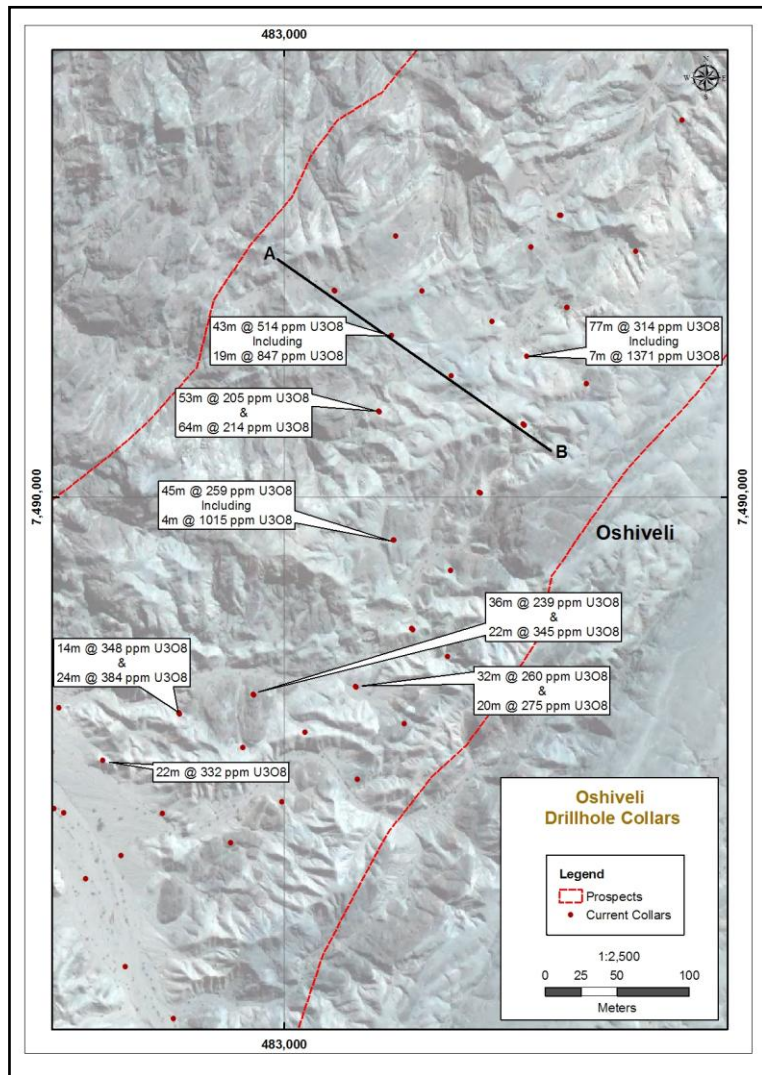 483,000
N
W
E
S
A
43m @ 514 ppm U3O8
Including
19m @ 847 ppm U3O8
77m @ 314 ppm U3O8
Including
7m @ 1371 ppm U3O8
53m @ 205 ppm U3O8
&
64m @ 214 ppm U3O8
B
45m @ 259 ppm U3O8
Including
4m @ 1015 ppm U3O8
7,490,000
7,490,000
Oshiveli
36m @ 239 ppm U3O8
&
22m @ 345 ppm U3O8
14m @ 348 ppm U3O8
&
24m @ 384 ppm U3O8
32m @ 260 ppm U3O8
&
20m @ 275 ppm U3O8
22m @ 332 ppm U3O8
Oshiveli
Drillhole Collars
Legend
Prospects
Current Collars
1:2,500
0 25 50 100
Meters
483,000